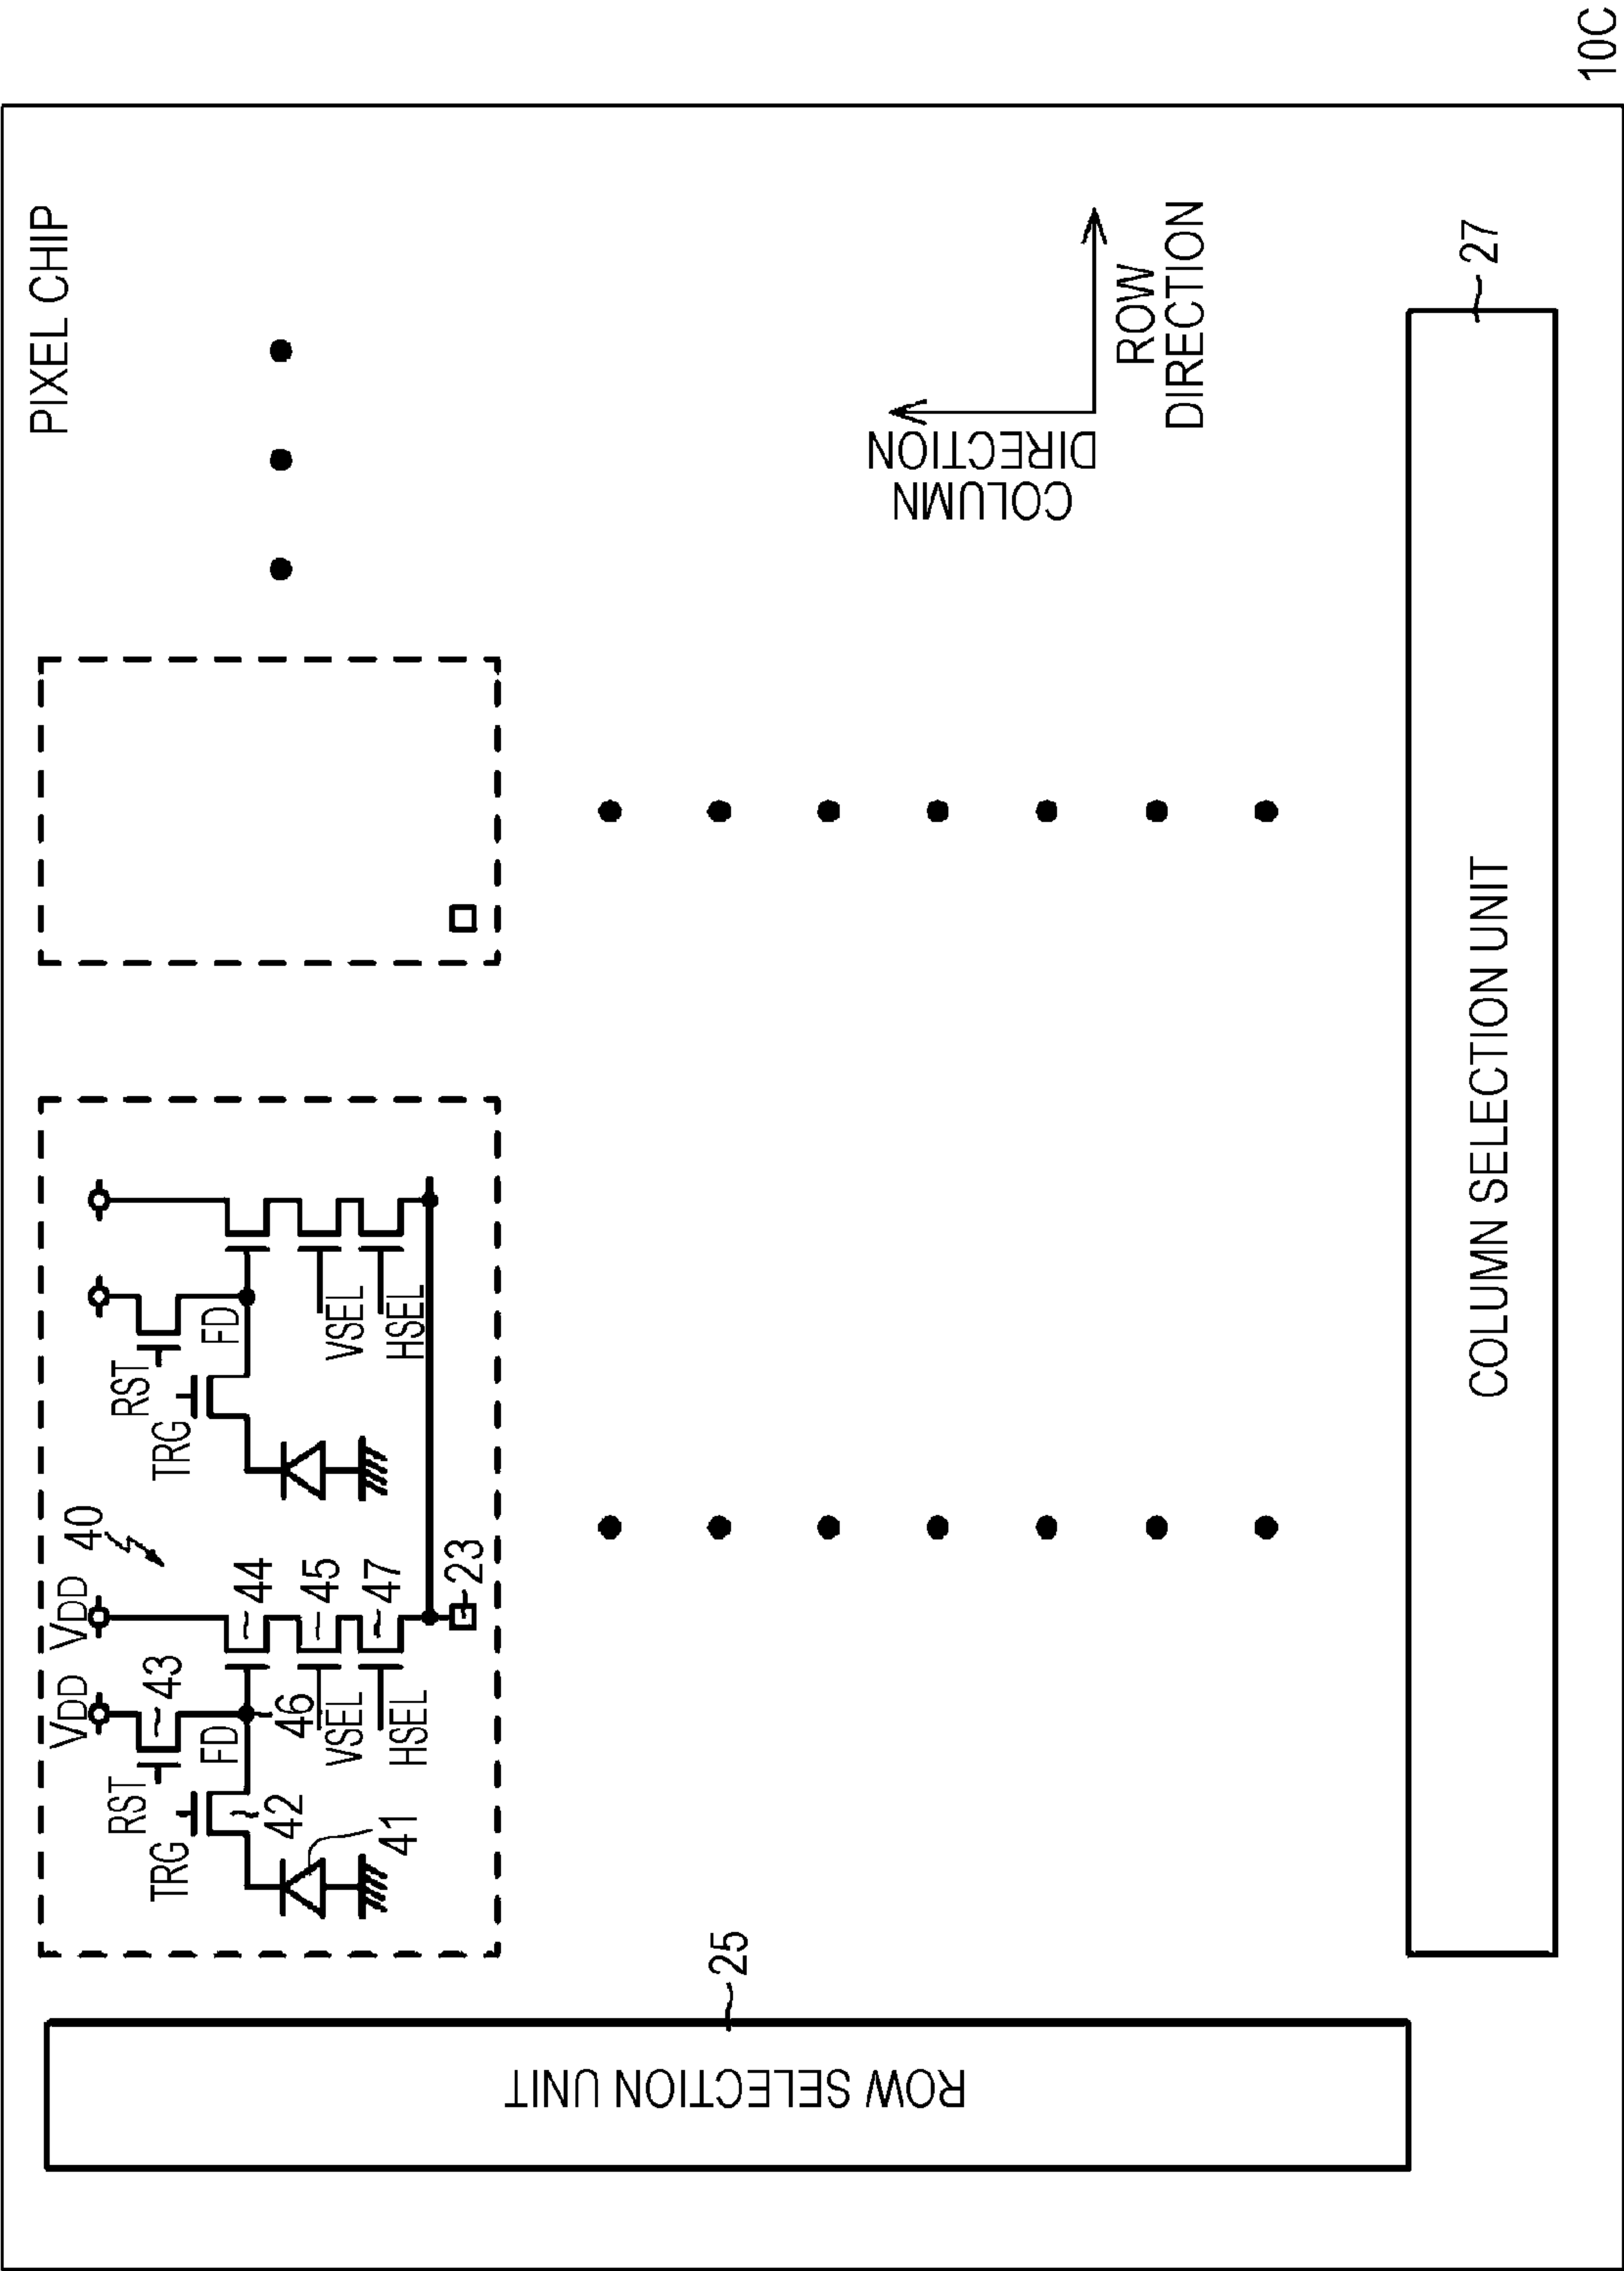 PIXEL CHIP
VDD
VDD
40
RST
43
TRG
FD
44
42
46
VSEL
45
HSEL
47
41
23
RST
TRG
FD
VSEL
HSEL
25
ROW SELECTION UNIT
COLUMN
DIRECTION
ROW
DIRECTION
COLUMN SELECTION UNIT
27
10C